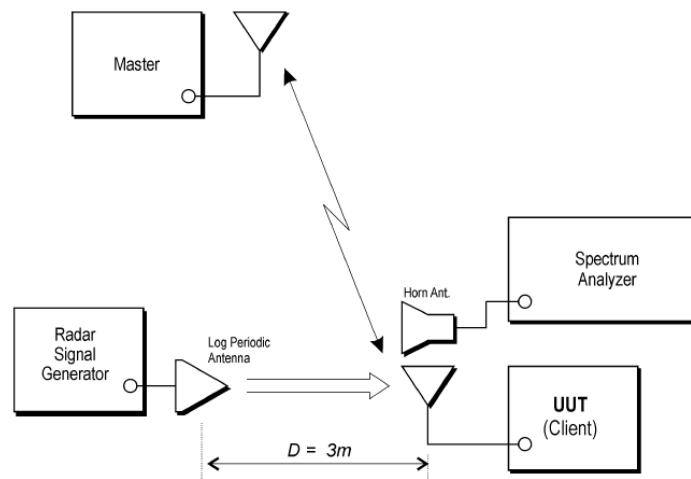 Master
Spectrum
Analyzer
Horn Ant.
Radar
Signal
Generator
Log Periodic
Antenna
UUT
(Client)
D = 3m